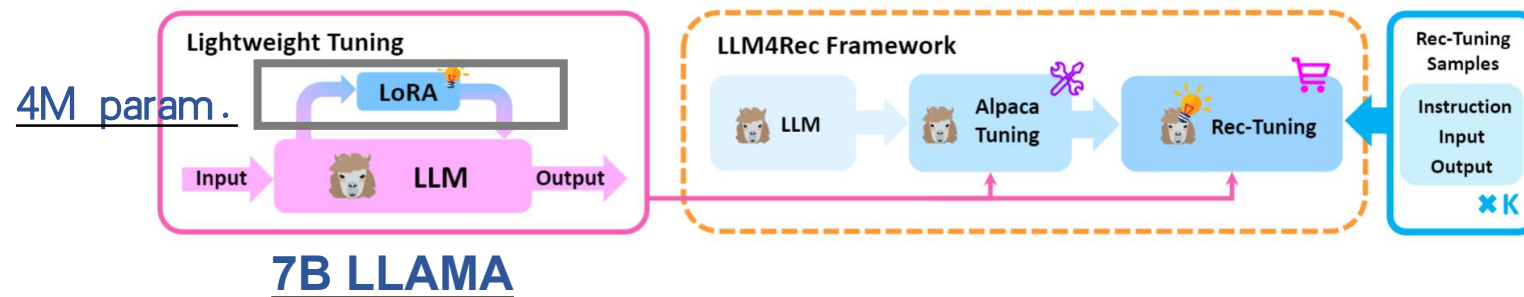 Lightweight Tuning
LoRA
4M param.
Input
LLM
Output
7B LLAMA
LLM4Rec Framework
LLM
Alpaca
Tuning
Rec-Tuning
Rec-Tuning
Samples
Instruction
Input
Output
✖K